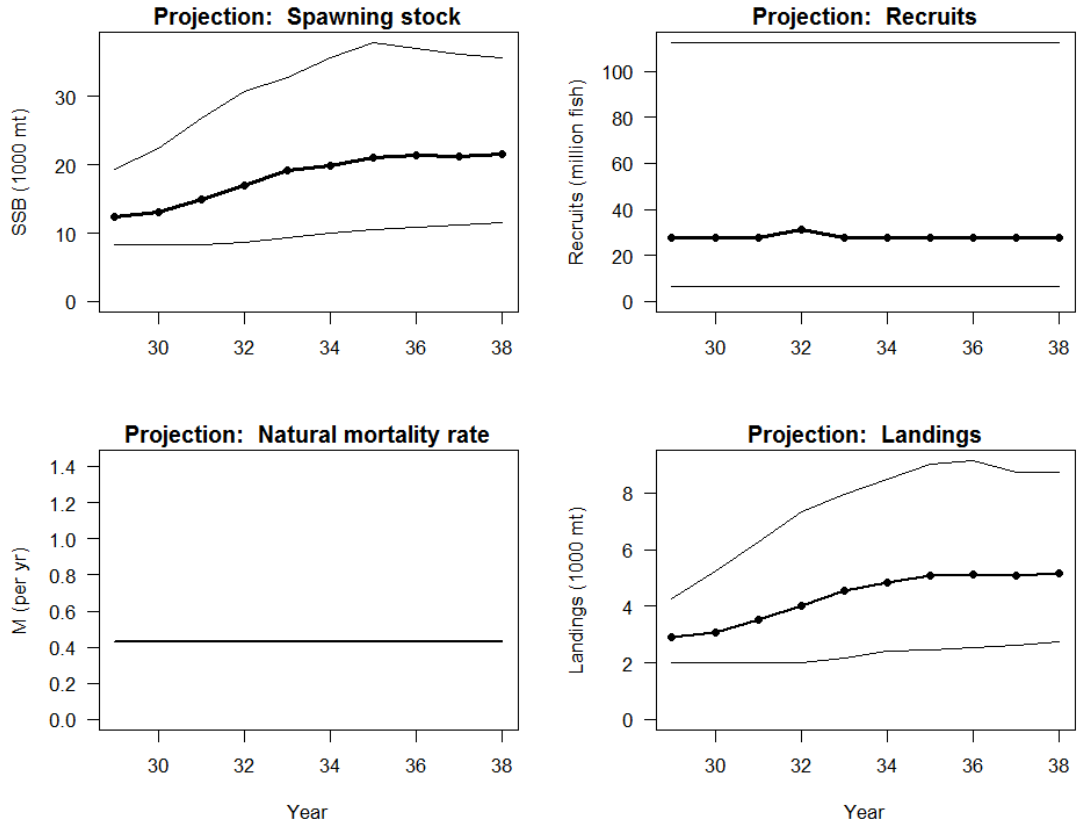 Projection: Spawning stock
SSB (1000 mt)
30
20
10
0
30 32 34 36 38
Projection: Recruits
Recruits (million fish)
100
80
60
40
20
0
30 32 34 36 38
Projection: Natural mortality rate
M (per yr)
1.4
1.2
1.0
0.8
0.6
0.4
0.2
0.0
30 32 34 36 38
Year
Projection: Landings
Landings (1000 mt)
8
6
4
2
0
30 32 34 36 38
Year